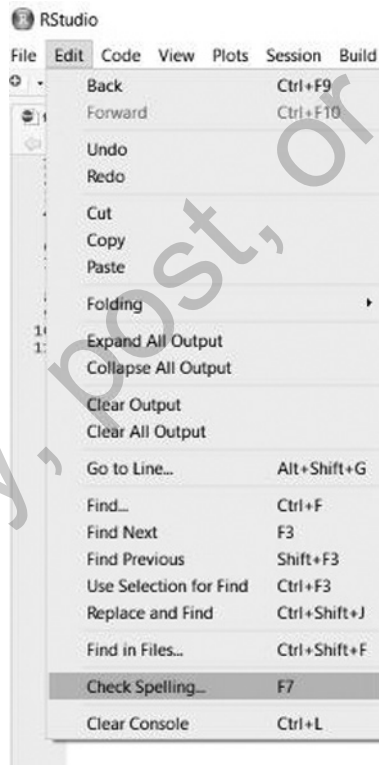 RStudio
File Edit Code View Plots Session Build
Back Ctrl+F9
Forward Ctrl+F10
Undo
Redo
Cut
Copy
Paste
Folding
Expand All Output
Collapse All Output
Clear Output
Clear All Output
Go to Line... Alt+Shift+G
Find... Ctrl+F
Find Next F3
Find Previous Shift+F3
Use Selection for Find Ctrl+F3
Replace and Find Ctrl+Shift+J
Find in Files... Ctrl+Shift+F
Check Spelling... F7
Clear Console Ctrl+L
y, post, or